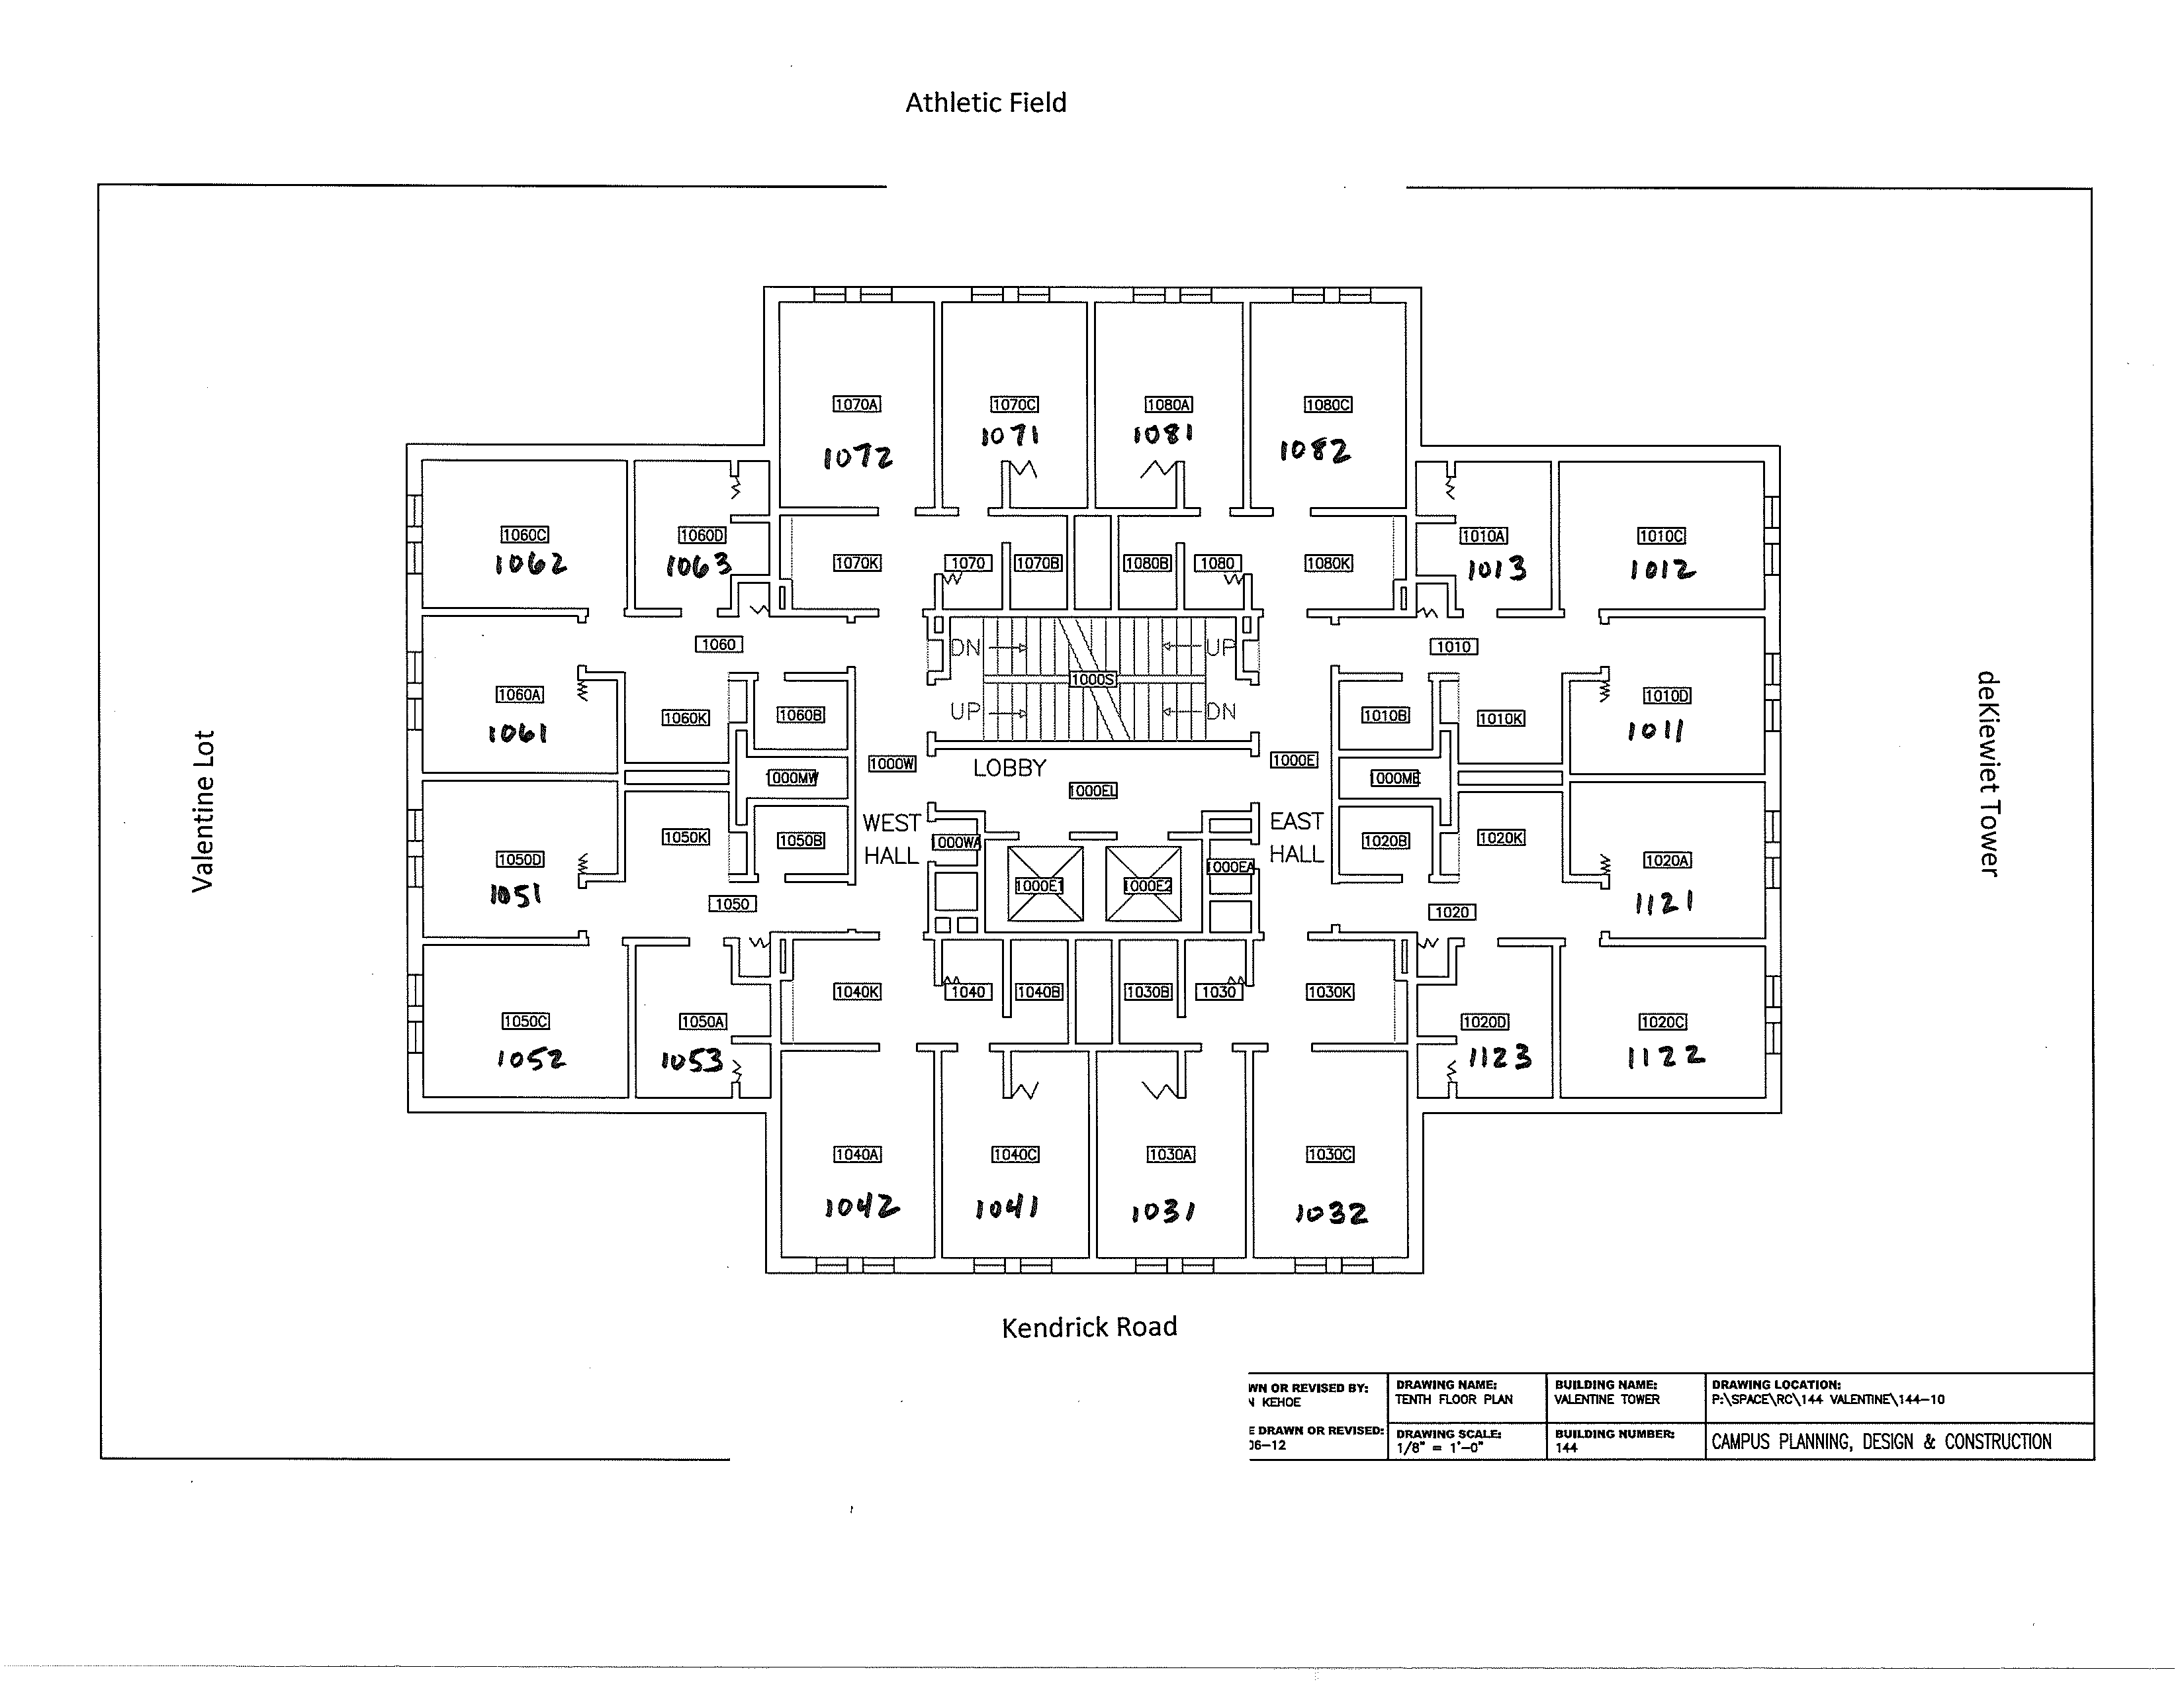 Athletic Field
1070A
1072
1070C
1071
1080A
1081
1080C
1082
1060C
1062
1060D
1063
1010A
1013
1010C
1012
1070K
1070
1070B
1080B
1080
1080K
1060
DN
UP
1010
1000S
1060A
1061
1060K
1060B
UP
DN
1010B
1010K
1010D
1011
1000W
LOBBY
1000E
1000MW
1000EL
1000ME
Valentine Lot
deKiewiet Tower
1050D
1051
1050K
1050B
WEST
HALL
1000WA
1000E1
1000E2
1000EA
EAST
HALL
1020B
1020K
1020A
1121
1050
1020
1050C
1052
1050A
1053
1040K
1040
1040B
1030B
1030
1030K
1020D
1123
1020C
1122
1040A
1042
1040C
1041
1030A
1031
1030C
1032
Kendrick Road
WN OR REVISED BY:
N KEHOE
E DRAWN OR REVISED:
06-12
DRAWING NAME:
TENTH FLOOR PLAN
DRAWING SCALE:
1/8" = 1'-0"
BUILDING NAME:
VALENTINE TOWER
BUILDING NUMBER:
144
DRAWING LOCATION:
P:\SPACE\RC\144 VALENTINE\144-10
CAMPUS PLANNING, DESIGN & CONSTRUCTION